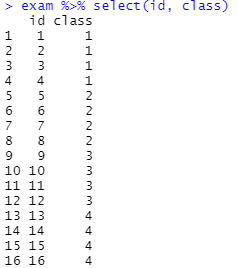 > exam %>% select(id, class)
   id class
1   1     1
2   2     1
3   3     1
4   4     1
5   5     2
6   6     2
7   7     2
8   8     2
9   9     3
10 10     3
11 11     3
12 12     3
13 13     4
14 14     4
15 15     4
16 16     4